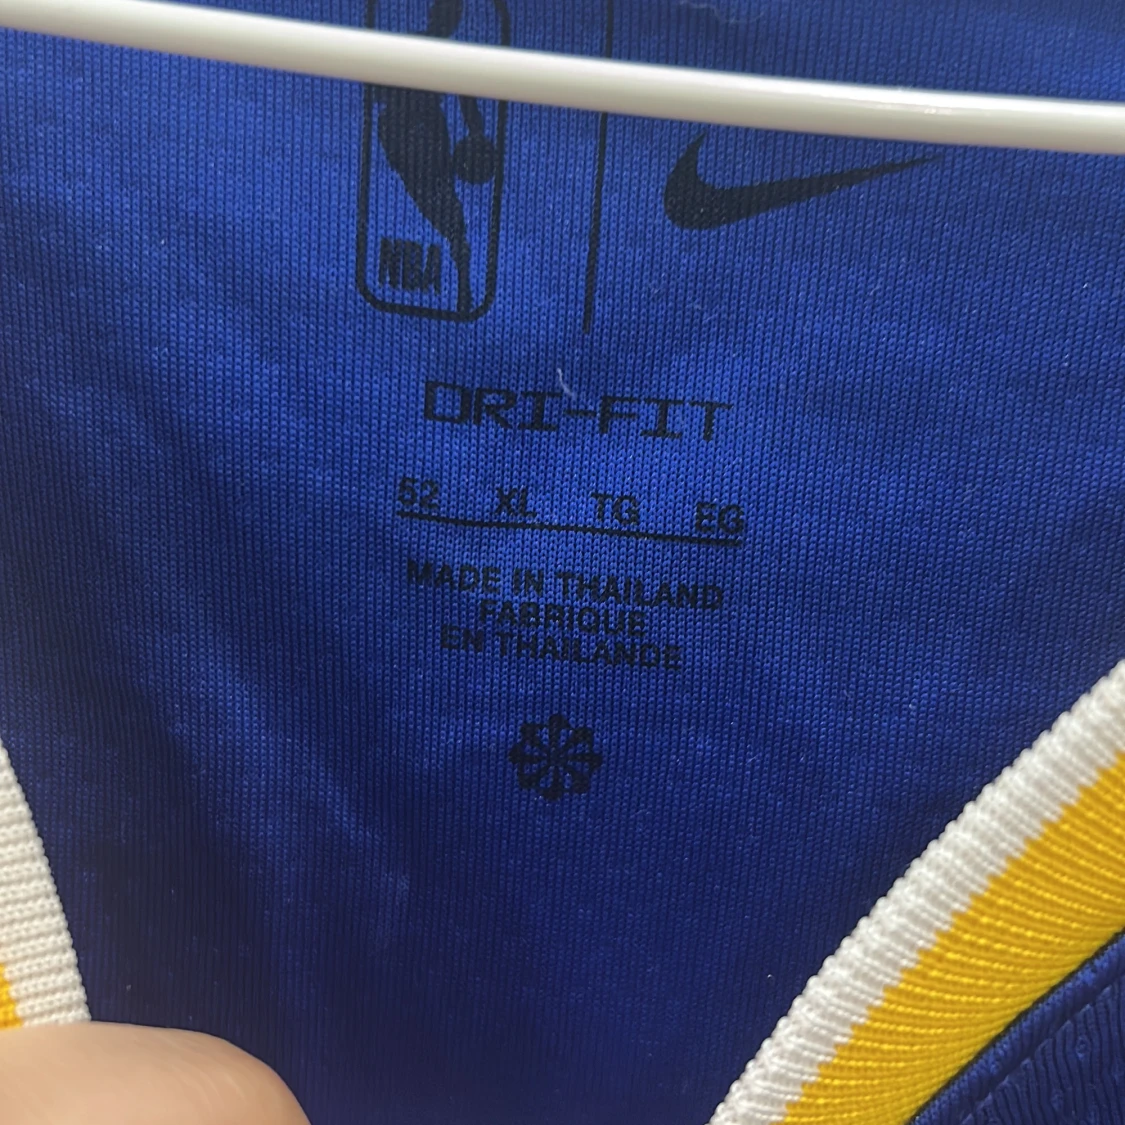 NBA
DRI-FIT
52 XL TG EG
MADE IN THAILAND
FABRIQUE
EN THAILANDE